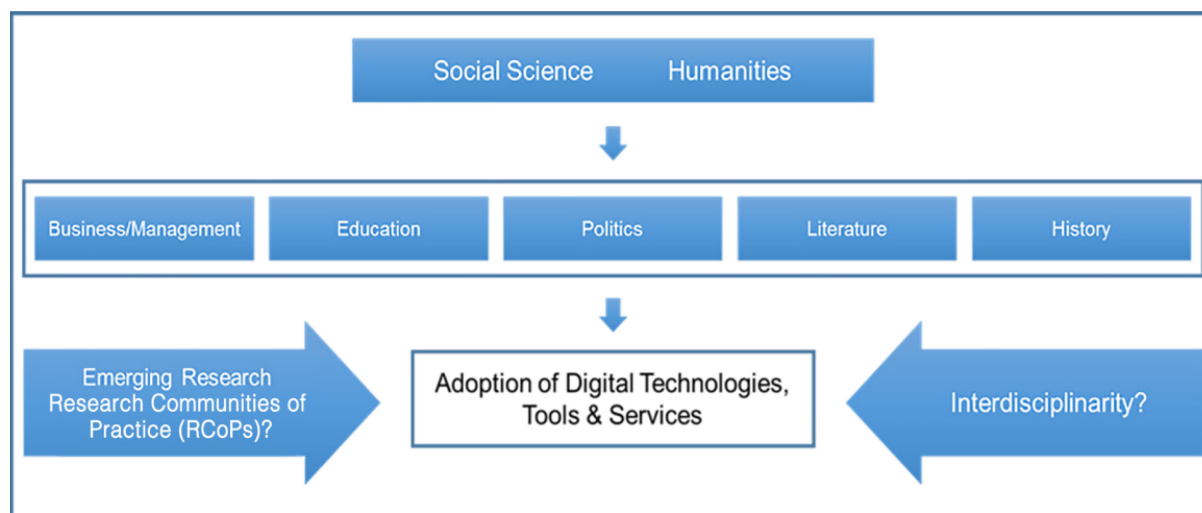 Social Science Humanities
Business/Management
Education
Politics
Literature
History
Emerging Research
Research Communities of
Practice (RCoPs)?
Adoption of Digital Technologies,
Tools & Services
Interdisciplinarity?